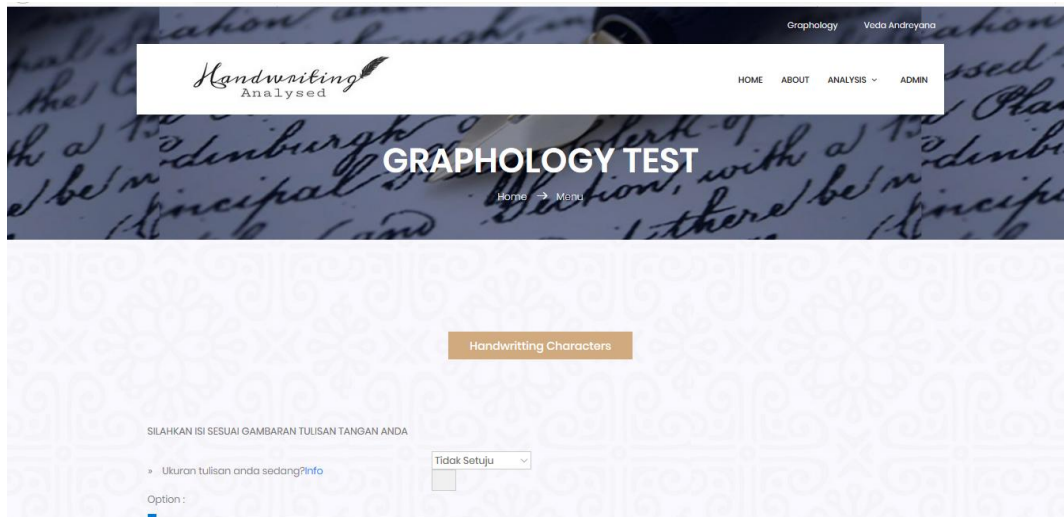 Graphology Veda Andreyana
Handwriting
Analysed
HOME ABOUT ANALYSIS ADMIN
GRAPHOLOGY TEST
Home → Menu
Handwritting Characters
SILAHKAN ISI SESUAI GAMBARAN TULISAN TANGAN ANDA
» Ukuran tulisan anda sedang?Info Tidak Setuju
Option :